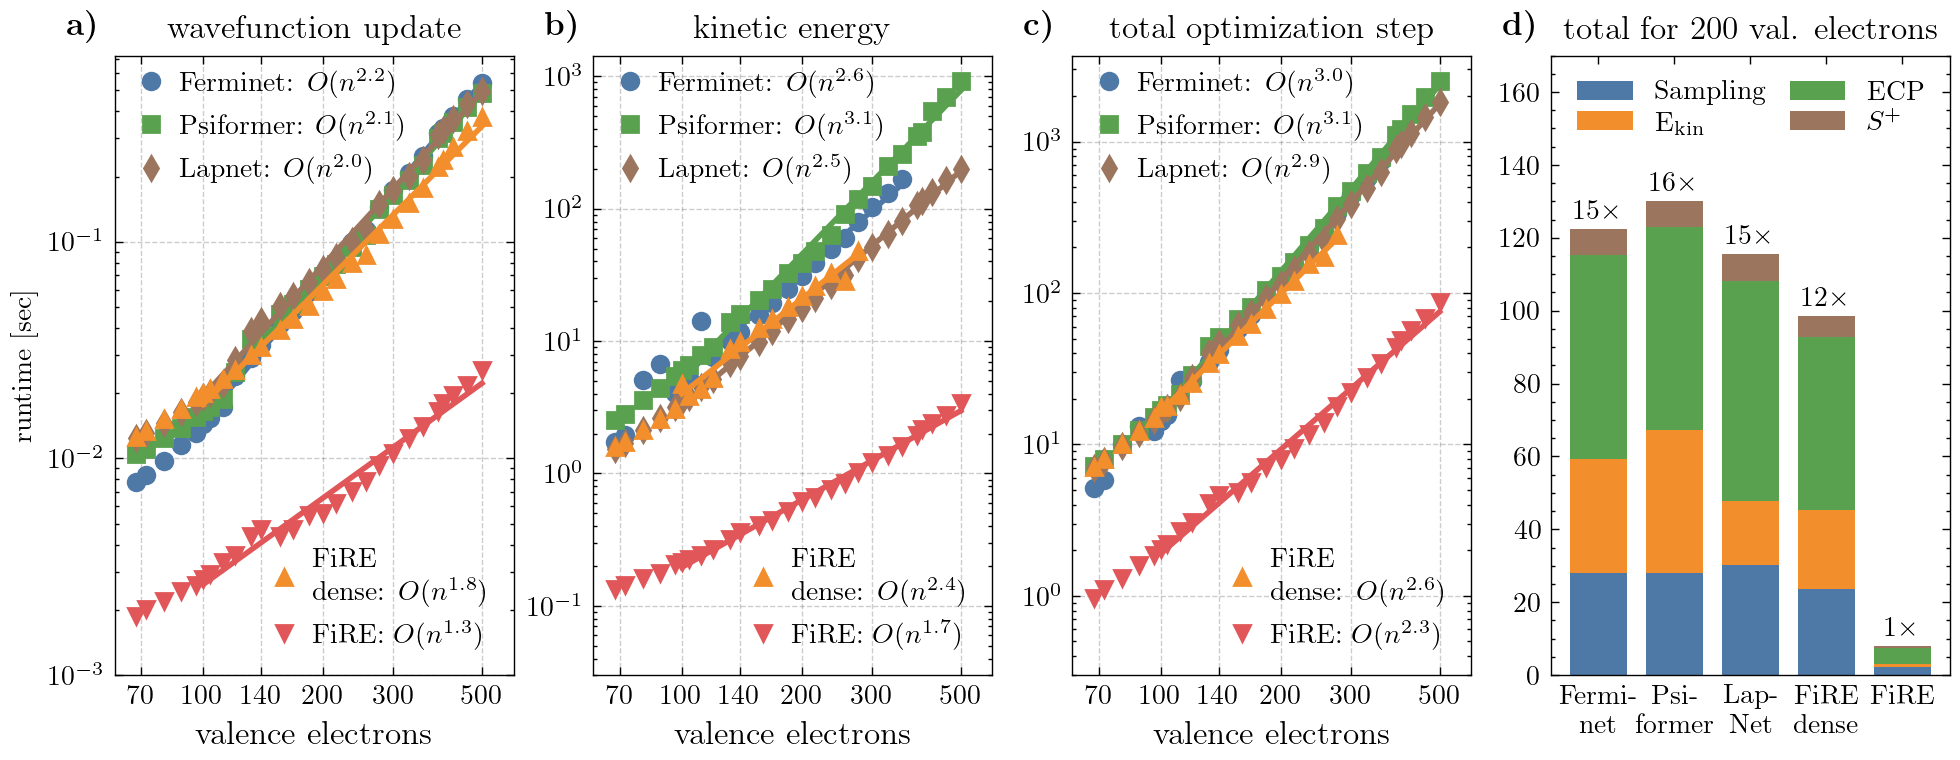 a) wavefunction update
Ferminet: O(n^2.2)
Psiformer: O(n^2.1)
Lapnet: O(n^2.0)
FiRE
dense: O(n^1.8)
FiRE: O(n^1.3)
runtime [sec]
10^−1
10^−2
10^−3
70 100 140 200 300 500
valence electrons
b) kinetic energy
Ferminet: O(n^2.6)
Psiformer: O(n^3.1)
Lapnet: O(n^2.5)
FiRE
dense: O(n^2.4)
FiRE: O(n^1.7)
10^3
10^2
10^1
10^0
10^−1
70 100 140 200 300 500
valence electrons
c) total optimization step
Ferminet: O(n^3.0)
Psiformer: O(n^3.1)
Lapnet: O(n^2.9)
FiRE
dense: O(n^2.6)
FiRE: O(n^2.3)
10^3
10^2
10^1
10^0
70 100 140 200 300 500
valence electrons
d) total for 200 val. electrons
Sampling ECP
E_kin S^+
160
140
120
100
80
60
40
20
0
15×
16×
15×
12×
1×
Fermi- Psi- Lap- FiRE FiRE
net former Net dense